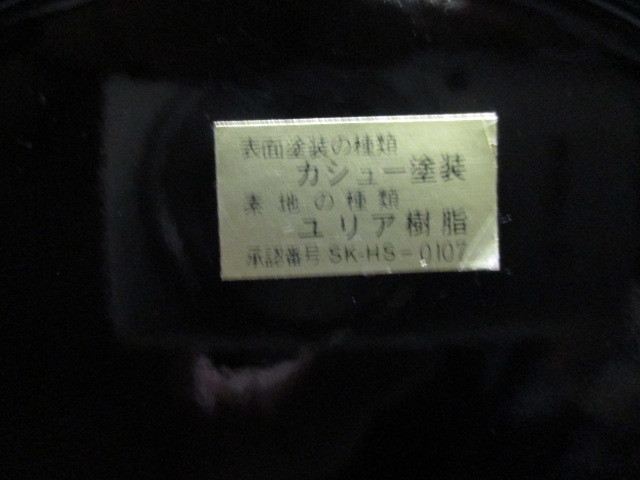 表面塗装の種類
カシュー塗装
素地の種類
ユリア樹脂
承認番号 SK-HS-0107